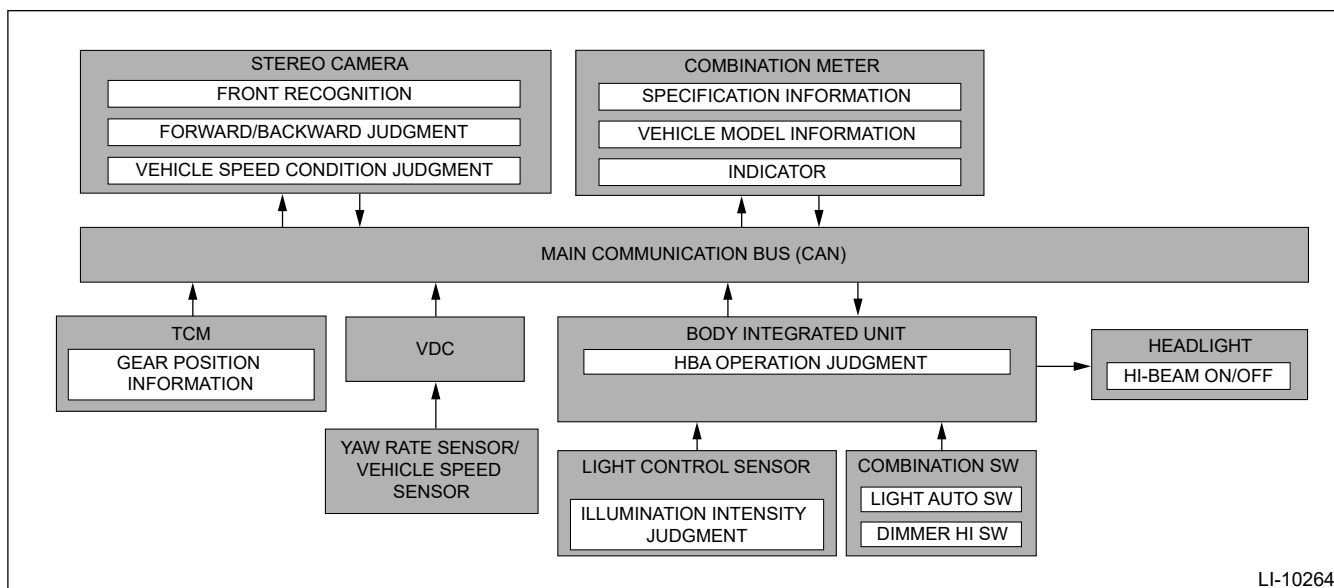 STEREO CAMERA
FRONT RECOGNITION
FORWARD/BACKWARD JUDGMENT
VEHICLE SPEED CONDITION JUDGMENT
COMBINATION METER
SPECIFICATION INFORMATION
VEHICLE MODEL INFORMATION
INDICATOR
MAIN COMMUNICATION BUS (CAN)
TCM
GEAR POSITION
INFORMATION
VDC
YAW RATE SENSOR/
VEHICLE SPEED
SENSOR
BODY INTEGRATED UNIT
HBA OPERATION JUDGMENT
HEADLIGHT
HI-BEAM ON/OFF
LIGHT CONTROL SENSOR
ILLUMINATION INTENSITY
JUDGMENT
COMBINATION SW
LIGHT AUTO SW
DIMMER HI SW
LI-10264